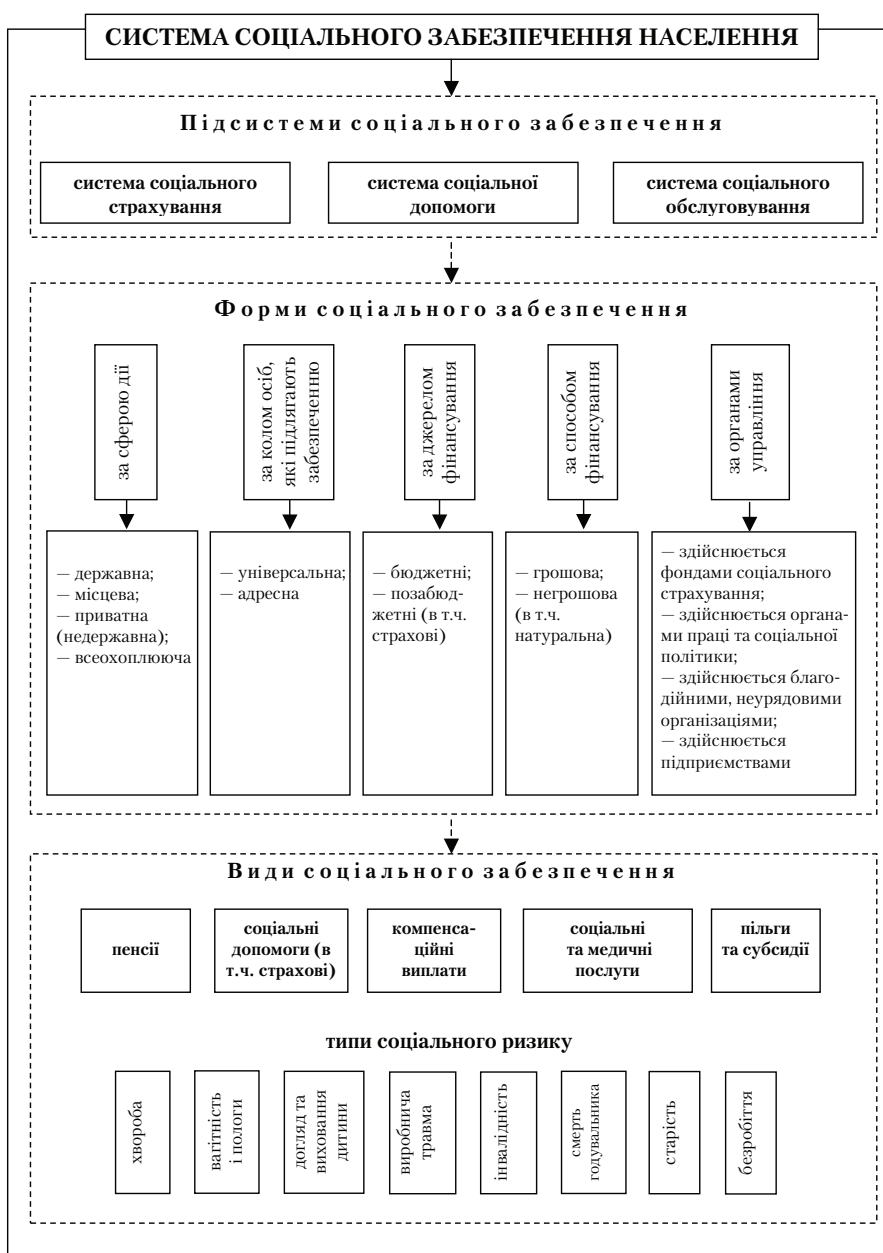 СИСТЕМА СОЦІАЛЬНОГО ЗАБЕЗПЕЧЕННЯ НАСЕЛЕННЯ
Підсистеми соціального забезпечення
система соціального
страхування
система соціальної
допомоги
система соціального
обслуговування
Форми соціального забезпечення
за сферою дії
за колом осіб,
які підлягають
забезпеченню
за джерелом
фінансування
за способом
фінансування
за органами
управління
— державна;
— місцева;
— приватна
(недержавна);
— всеохоплююча
— універсальна;
— адресна
— бюджетні;
— позабюд-
жетні (в т.ч.
страхові)
— грошова;
— негрошова
(в т.ч.
натуральна)
— здійснюється
фондами соціального
страхування;
— здійснюється органа-
ми праці та соціальної
політики;
— здійснюється благо-
дійними, неурядовими
організаціями;
— здійснюється
підприємствами
Види соціального забезпечення
пенсії
соціальні
допомоги (в
т.ч. страхові)
компенса-
ційні
виплати
соціальні
та медичні
послуги
пільги
та субсидії
типи соціального ризику
хвороба
вагітність
і пологи
догляд та
виховання
дитини
виробнича
травма
інвалідність
смерть
годувальника
старість
безробіття